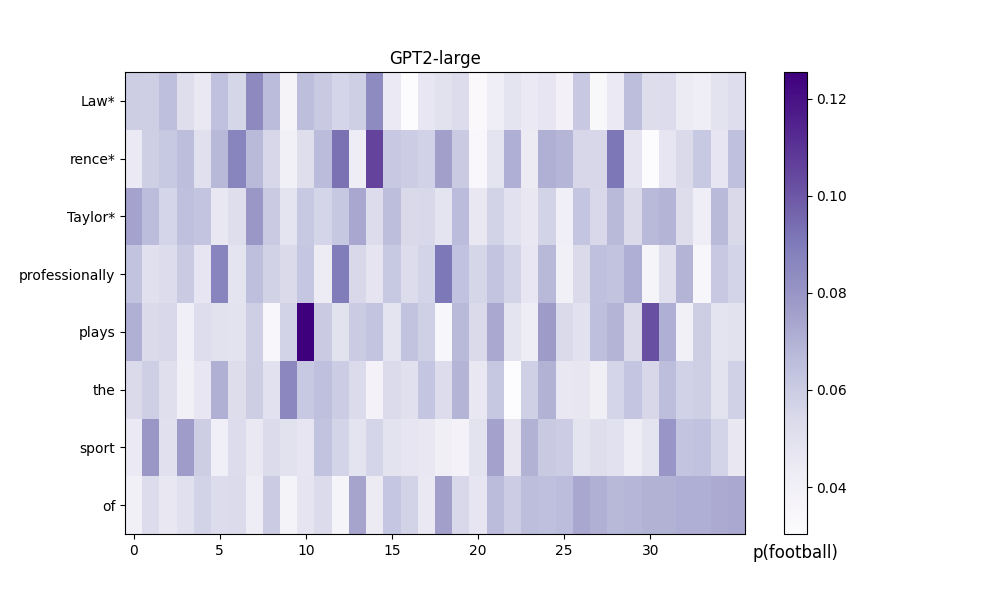 GPT2-large
Law*
rence*
Taylor*
professionally
plays
the
sport
of
0 5 10 15 20 25 30
0.12
0.10
0.08
0.06
0.04
p(football)